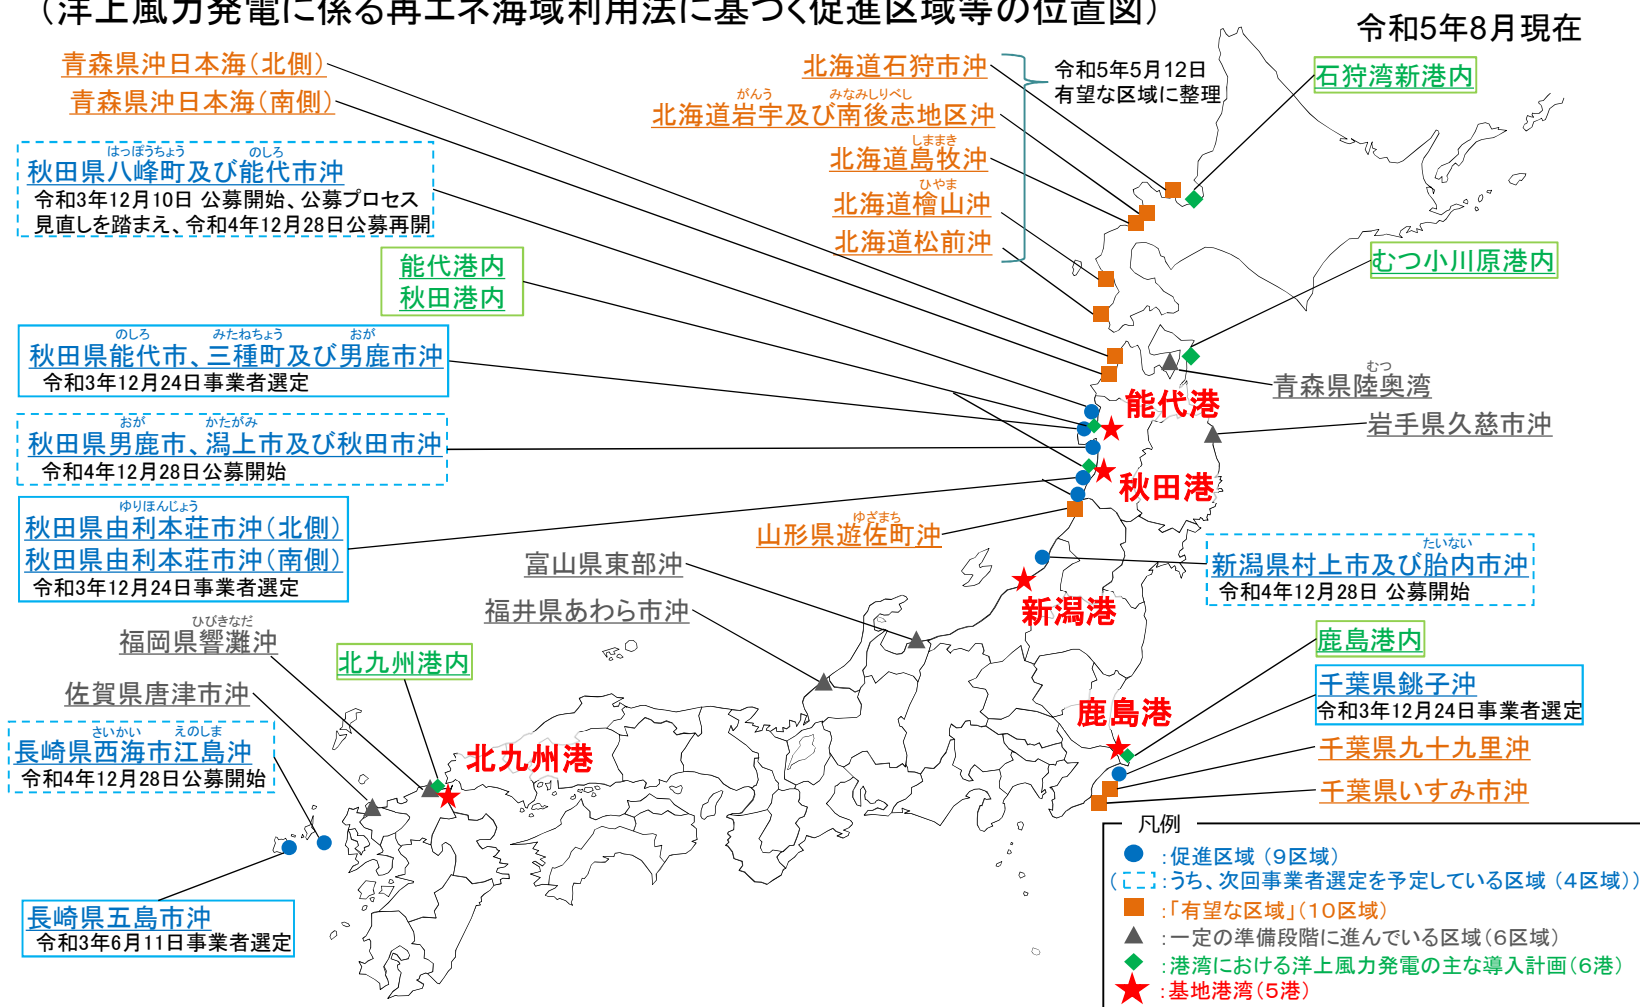 （洋上風力発電に係る再エネ海域利用法に基づく促進区域等の位置図）
令和5年8月現在
青森県沖日本海（北側）
青森県沖日本海（南側）
はっぽうちょう のしろ
秋田県八峰町及び能代市沖
令和3年12月10日 公募開始、公募プロセス
見直しを踏まえ、令和4年12月28日公募再開
能代港内
秋田港内
のしろ みたねちょう おが
秋田県能代市、三種町及び男鹿市沖
令和3年12月24日事業者選定
おが かたがみ
秋田県男鹿市、潟上市及び秋田市沖
令和4年12月28日公募開始
ゆりほんじょう
秋田県由利本荘市沖（北側）
秋田県由利本荘市沖（南側）
令和3年12月24日事業者選定
ひびきなだ
福岡県響灘沖
佐賀県唐津市沖
さいかい えのしま
長崎県西海市江島沖
令和4年12月28日公募開始
長崎県五島市沖
令和3年6月11日事業者選定
北九州港内
北九州港
富山県東部沖
福井県あわら市沖
北海道石狩市沖
がんう みなみしりべし
北海道岩宇及び南後志地区沖
しままき
北海道島牧沖
ひやま
北海道檜山沖
北海道松前沖
令和5年5月12日
有望な区域に整理
石狩湾新港内
むつ小川原港内
むつ
青森県陸奥湾
岩手県久慈市沖
能代港
秋田港
ゆざまち
山形県遊佐町沖
たいない
新潟県村上市及び胎内市沖
令和4年12月28日 公募開始
新潟港
鹿島港内
千葉県銚子沖
令和3年12月24日事業者選定
鹿島港
千葉県九十九里沖
千葉県いすみ市沖
凡例
：促進区域（9区域）
（ ：うち、次回事業者選定を予定している区域（4区域））
：「有望な区域」（10区域）
：一定の準備段階に進んでいる区域（6区域）
：港湾における洋上風力発電の主な導入計画（6港）
：基地港湾（5港）